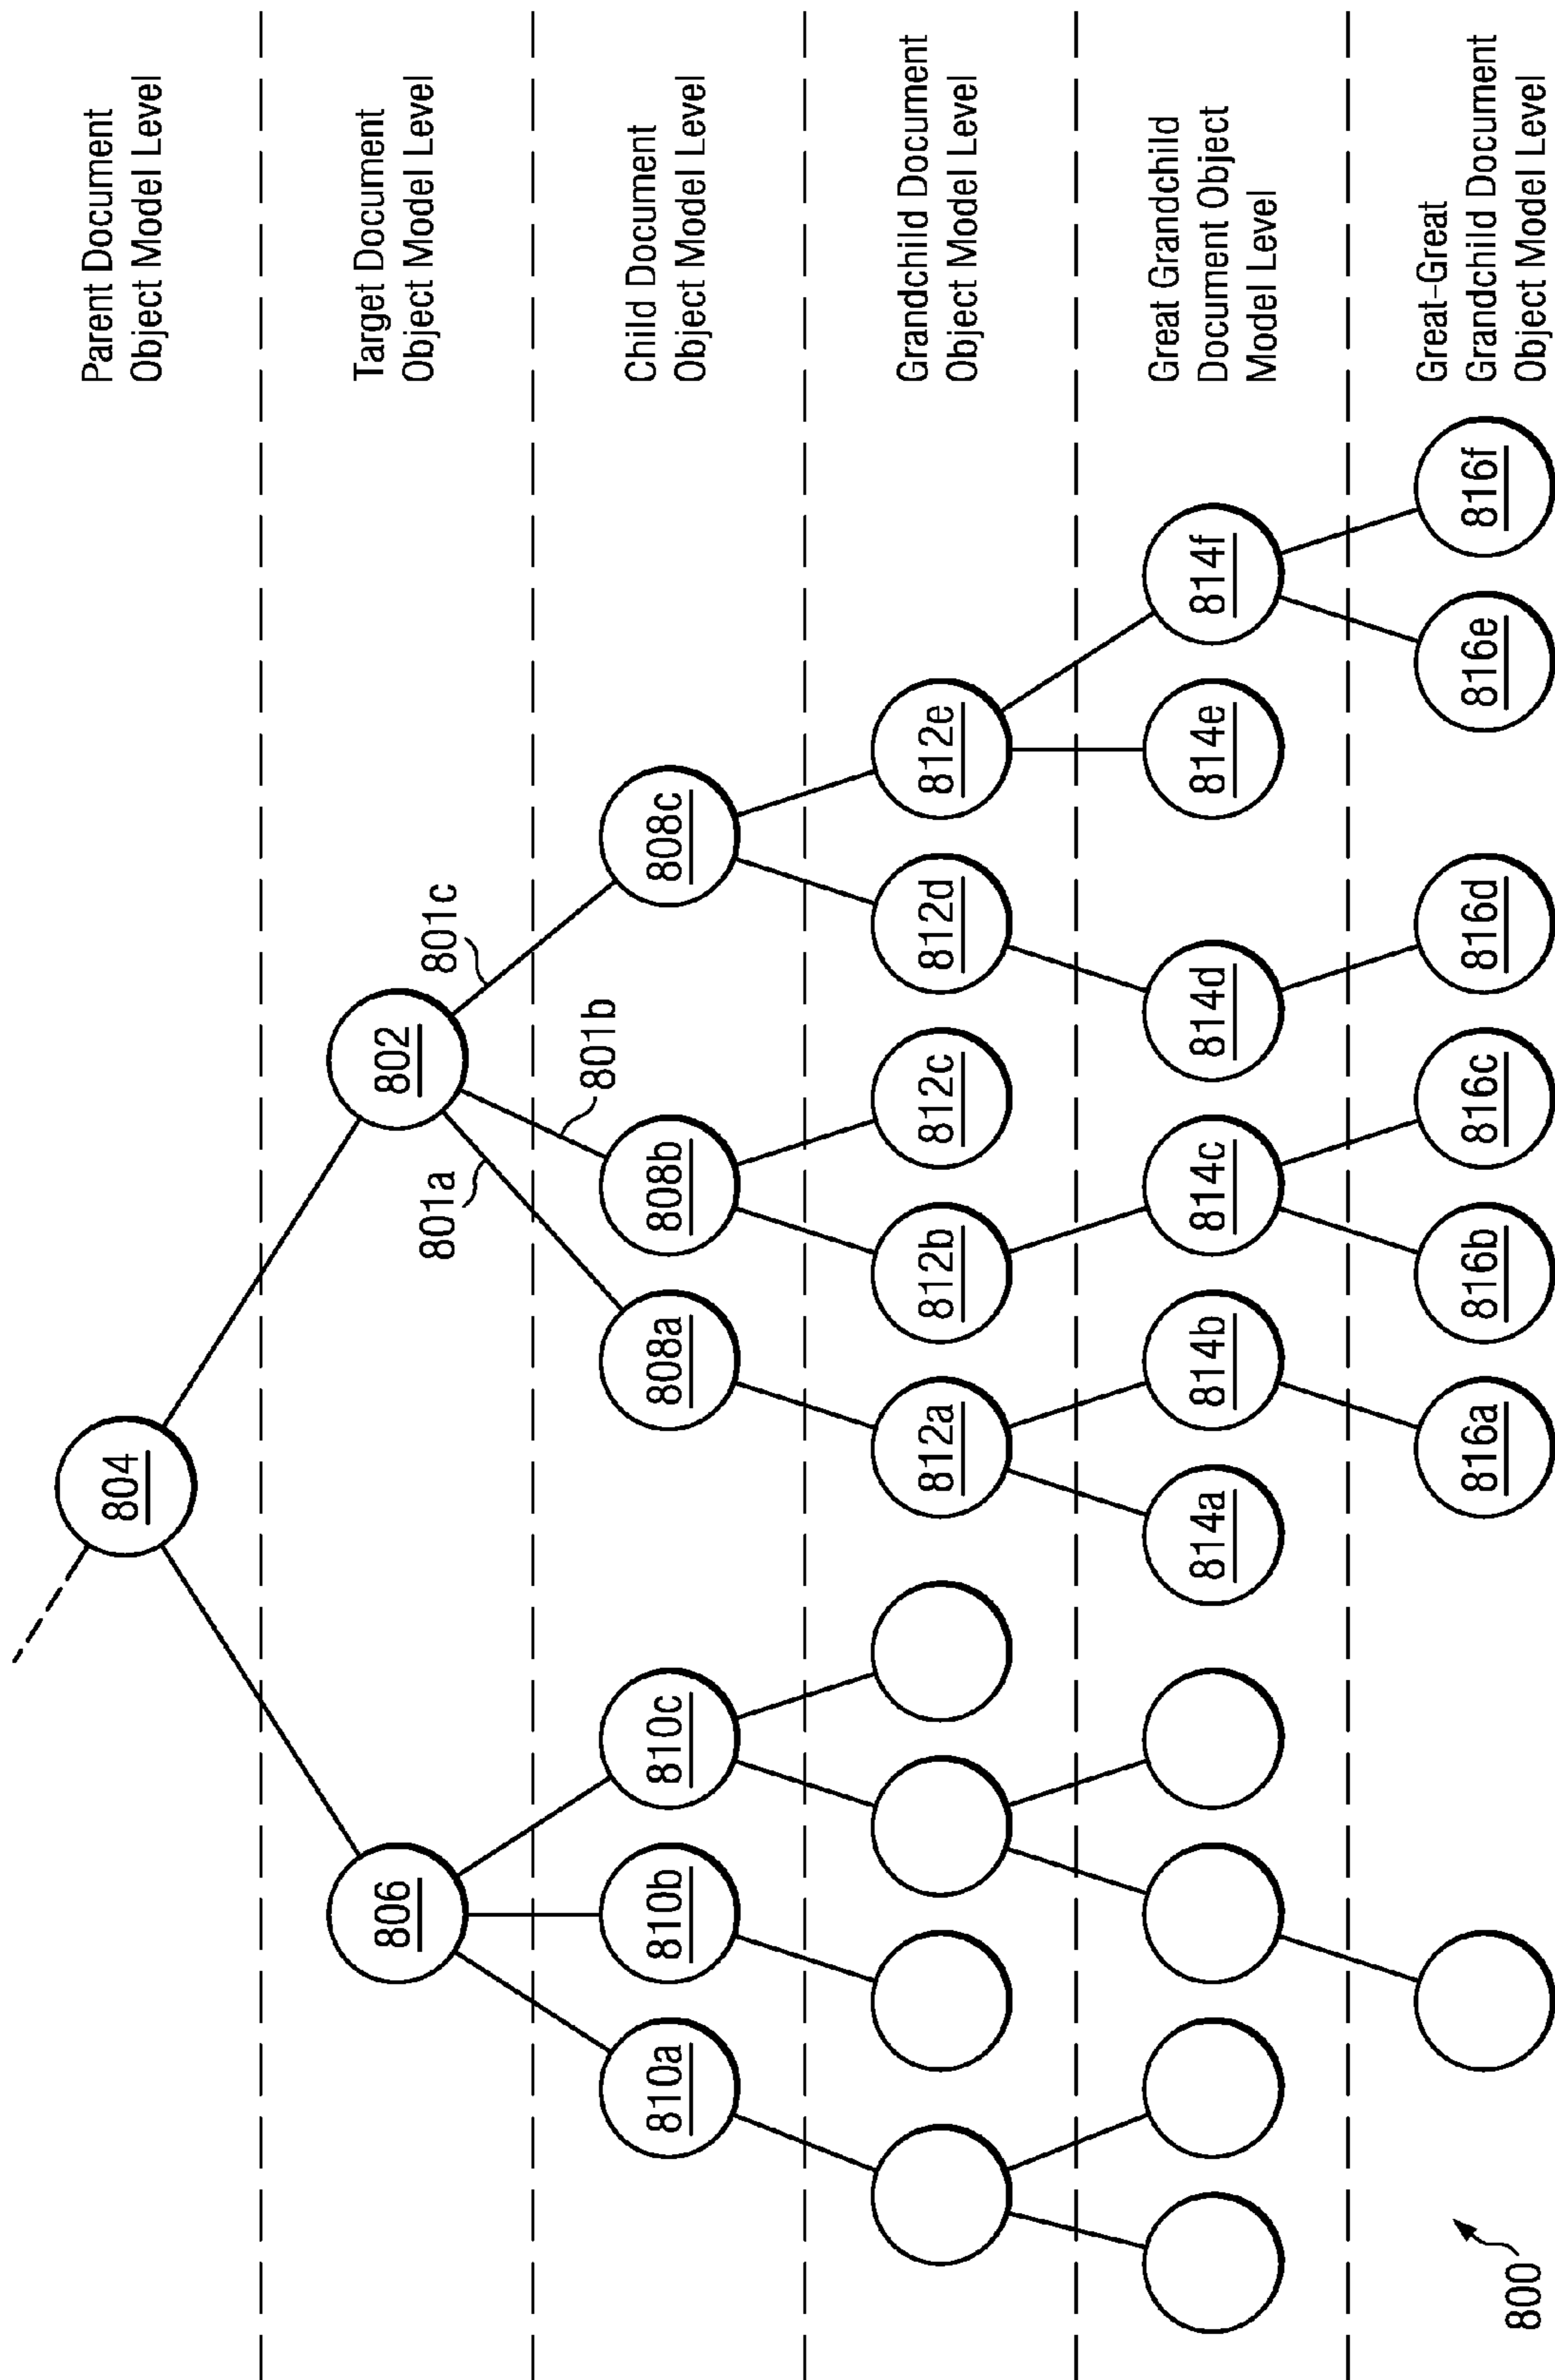 804
Parent Document
Object Model Level
806
802
801a
801b
801c
Target Document
Object Model Level
810a
810b
810c
808a
808b
808c
Child Document
Object Model Level
812a
812b
812c
812d
812e
Grandchild Document
Object Model Level
814a
814b
814c
814d
814e
814f
Great Grandchild
Document Object
Model Level
816a
816b
816c
816d
816e
816f
Great-Great
Grandchild Document
Object Model Level
800